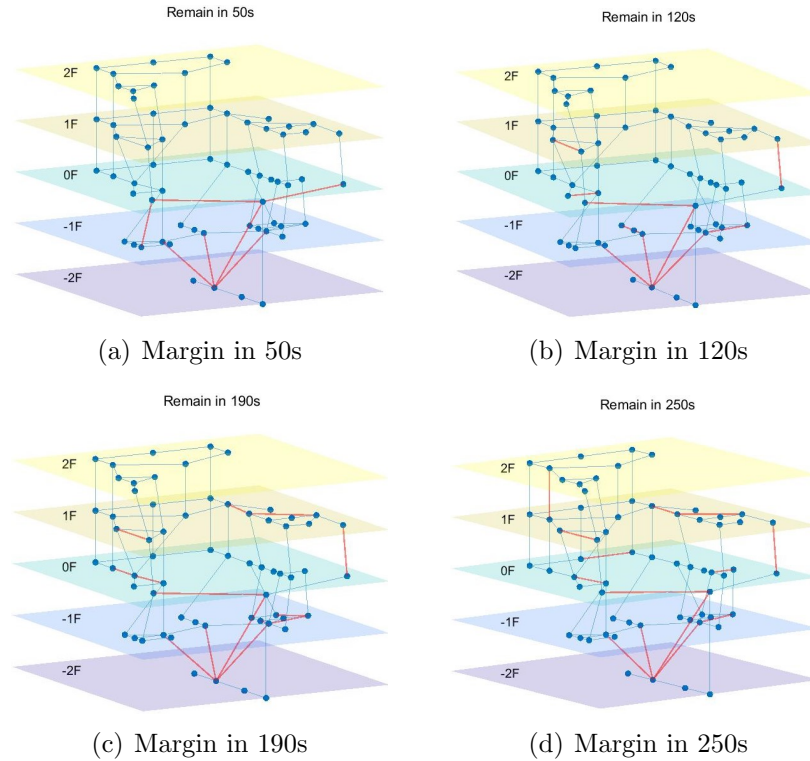 Remain in 50s
2F
1F
0F
-1F
-2F
(a) Margin in 50s
Remain in 120s
2F
1F
0F
-1F
-2F
(b) Margin in 120s
Remain in 190s
2F
1F
0F
-1F
-2F
(c) Margin in 190s
Remain in 250s
2F
1F
0F
-1F
-2F
(d) Margin in 250s